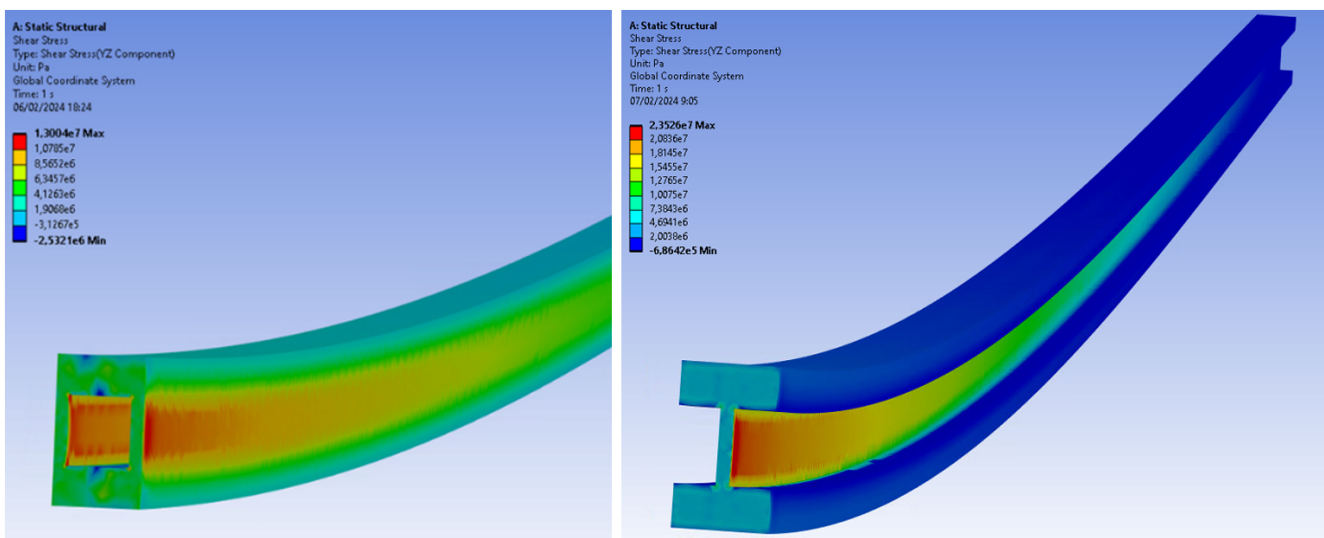 A: Static Structural
Shear Stress
Type: Shear Stress(YZ Component)
Unit: Pa
Global Coordinate System
Time: 1 s
06/02/2024 18:24
1,3004e7 Max
1,0785e7
8,5652e6
6,3457e6
4,1263e6
1,9068e6
-3,1267e5
-2,5321e6 Min
A: Static Structural
Shear Stress
Type: Shear Stress(YZ Component)
Unit: Pa
Global Coordinate System
Time: 1 s
07/02/2024 9:05
2,3526e7 Max
2,0836e7
1,8145e7
1,5455e7
1,2765e7
1,0075e7
7,3843e6
4,6941e6
2,0038e6
-6,8642e5 Min